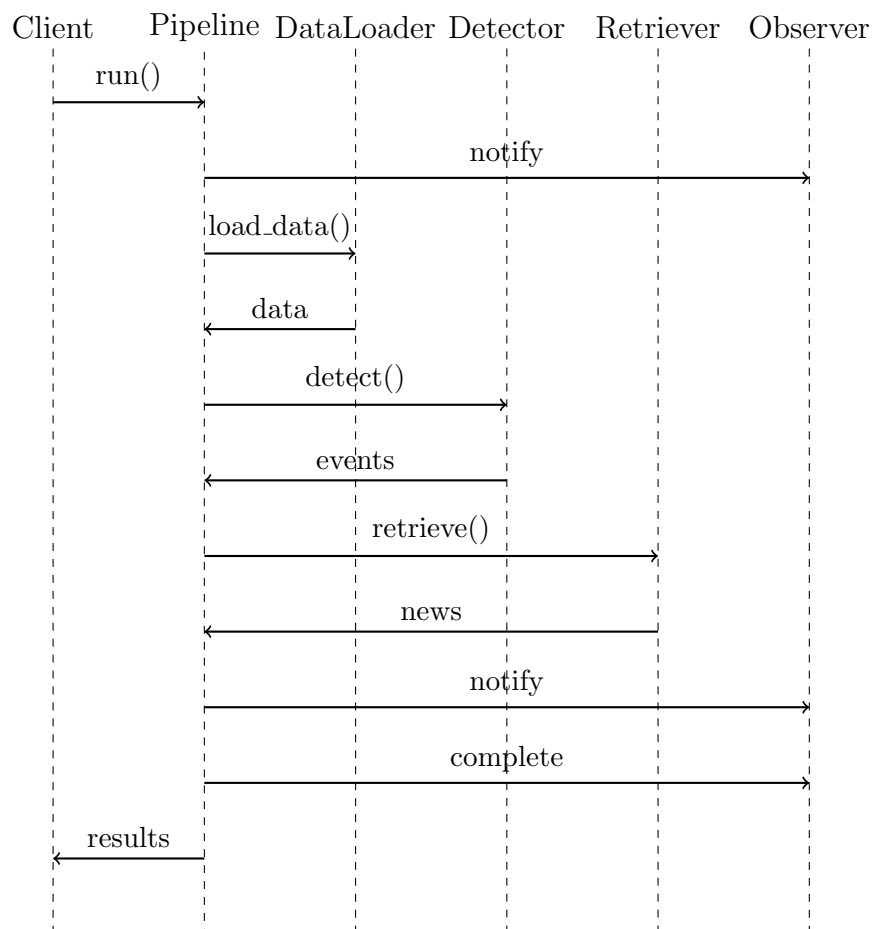 Client Pipeline DataLoader Detector Retriever Observer
run()
notify
load_data()
data
detect()
events
retrieve()
news
notify
complete
results